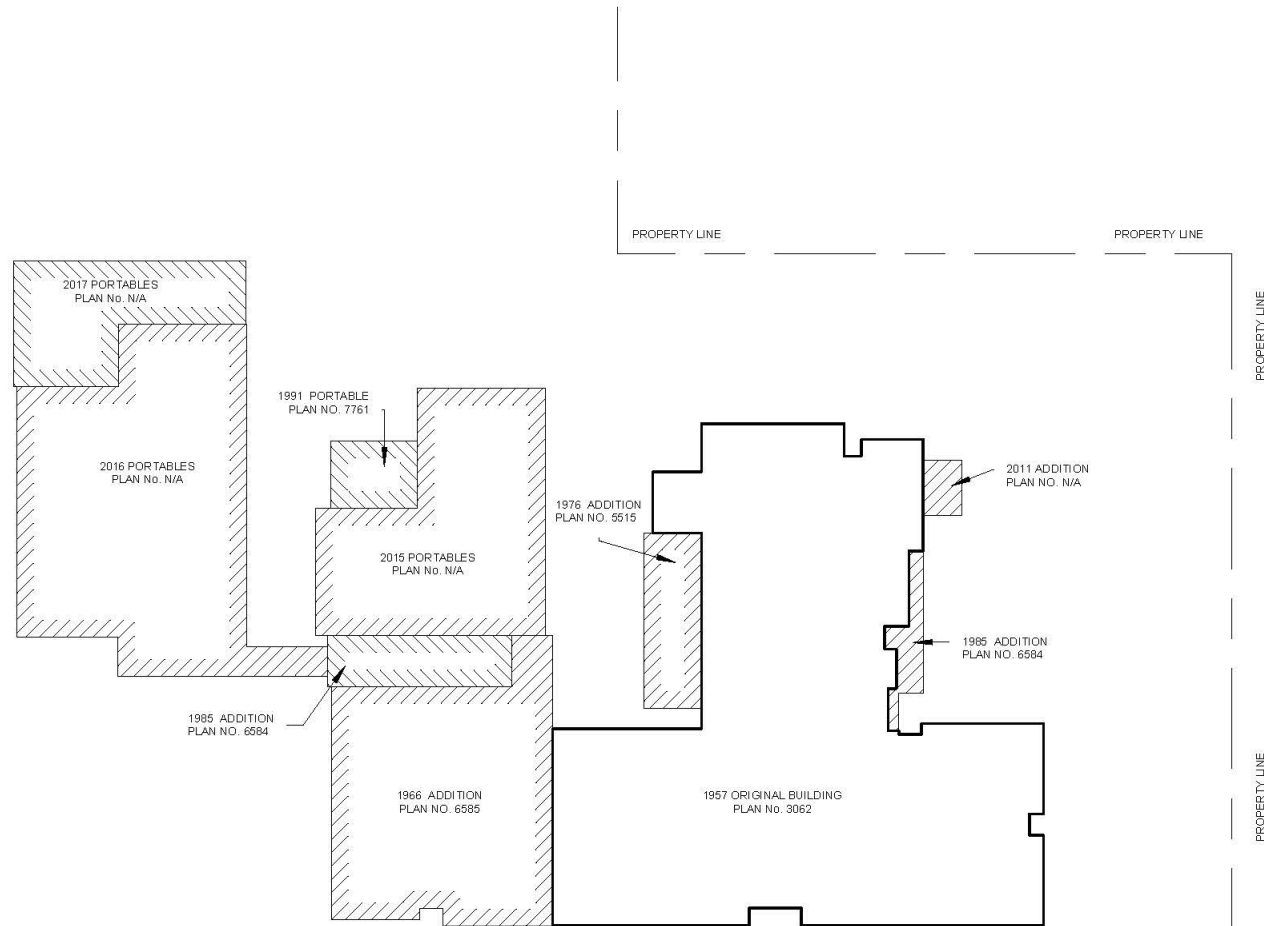 PROPERTY LINE
PROPERTY LINE
PROPERTY LINE
2017 PORTABLES
PLAN No. N/A
1991 PORTABLE
PLAN NO. 7761
2016 PORTABLES
PLAN No. N/A
2011 ADDITION
PLAN NO. N/A
1976 ADDITION
PLAN NO. 5515
2015 PORTABLES
PLAN No. N/A
1985 ADDITION
PLAN NO. 6584
1985 ADDITION
PLAN NO. 6584
1966 ADDITION
PLAN NO. 6585
1957 ORIGINAL BUILDING
PLAN No. 3062
PROPERTY LINE